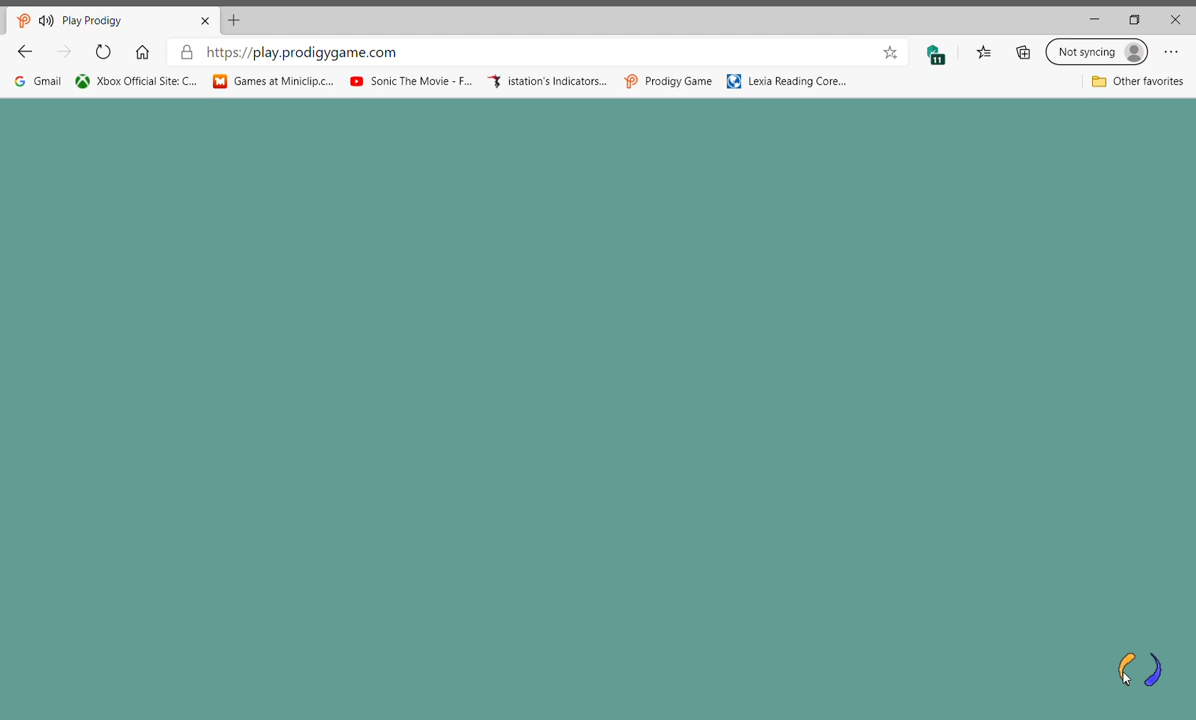 Play Prodigy
https://play.prodigygame.com
11
Not syncing
Gmail
Xbox Official Site: C...
Games at Miniclip.c...
Sonic The Movie - F...
istation's Indicators...
Prodigy Game
Lexia Reading Core...
Other favorites